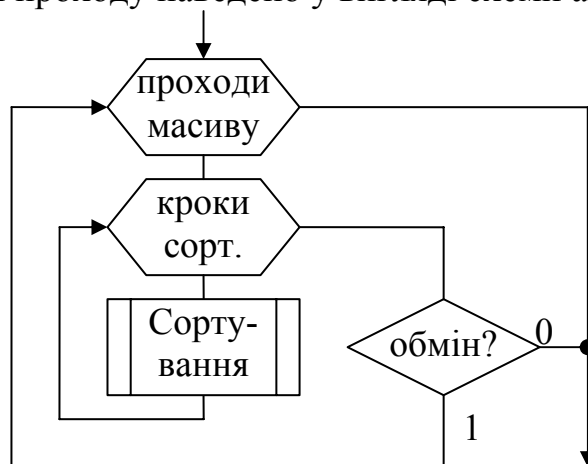 проходу наведено у вигляді схеми а
проходи
масиву
кроки
сорт.
Сорту-
вання
обмін?
0
1